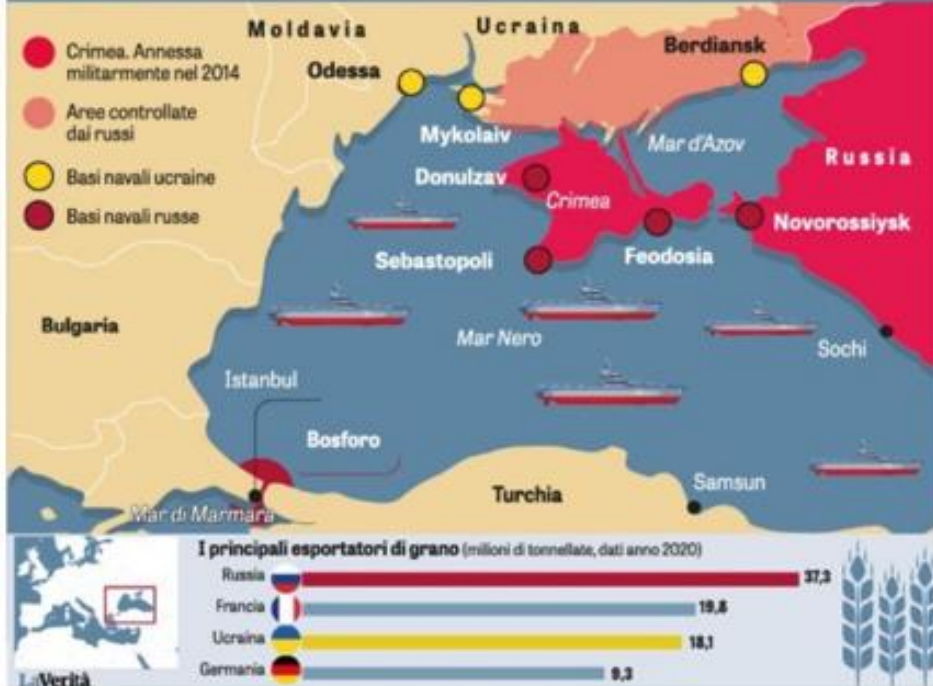 Moldavia
Ucraina
Crimea. Annessa
militarmente nel 2014
Aree controllate
dai russi
Basi navali ucraine
Basi navali russe
Odessa
Berdiansk
Mykolaiv
Mar d'Azov
Russia
Donulzav
Crimea
Novorossiysk
Sebastopoli
Feodosia
Bulgaria
Mar Nero
Sochi
Istanbul
Bosforo
Turchia
Samsun
Mar di Marmara
I principali esportatori di grano (milioni di tonnellate, dati anno 2020)
Russia 37,3
Francia 19,8
Ucraina 18,1
Germania 9,3
LaVerità